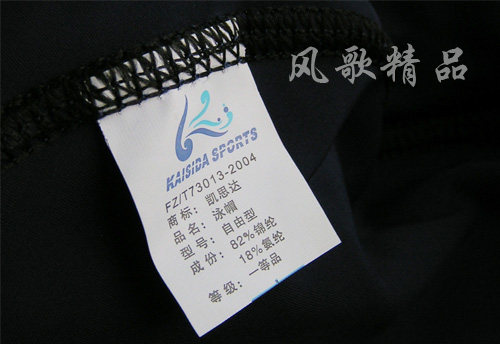 风歌精品
KAISIDA SPORTS
FZ/T73013-2004
商标：凯思达
品名：泳帽
型号：自由型
成份：82%锦纶
18%氨纶
等级：一等品